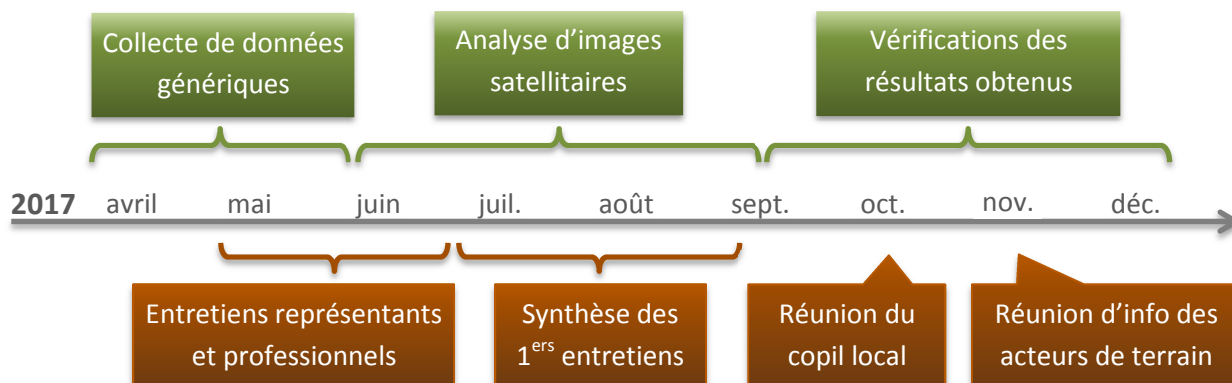 Collecte de données
génériques
Analyse d’images
satellitaires
Vérifications des
résultats obtenus
2017 avril mai juin juil. août sept. oct. nov. déc.
Entretiens représentants
et professionnels
Synthèse des
1ers entretiens
Réunion du
copil local
Réunion d’info des
acteurs de terrain